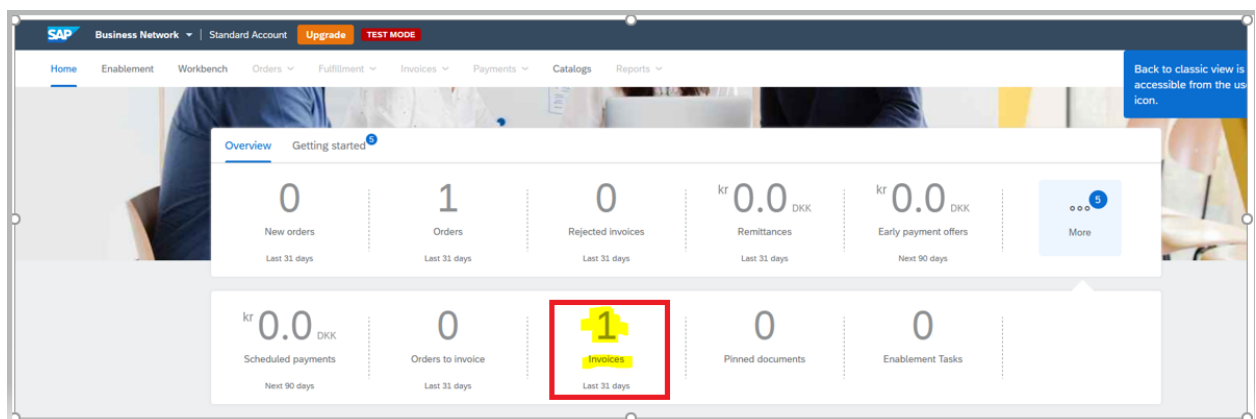 SAP Business Network | Standard Account Upgrade TEST MODE
Home Enablement Workbench Orders Fulfillment Invoices Payments Catalogs Reports
Back to classic view is
accessible from the us
icon.
Overview Getting started 5
0 1 0 kr 0.0 DKK kr 0.0 DKK 5
New orders Orders Rejected invoices Remittances Early payment offers More
Last 31 days Last 31 days Last 31 days Last 31 days Next 90 days
kr 0.0 DKK 0 1 0 0
Scheduled payments Orders to invoice Invoices Pinned documents Enablement Tasks
Next 90 days Last 31 days Last 31 days